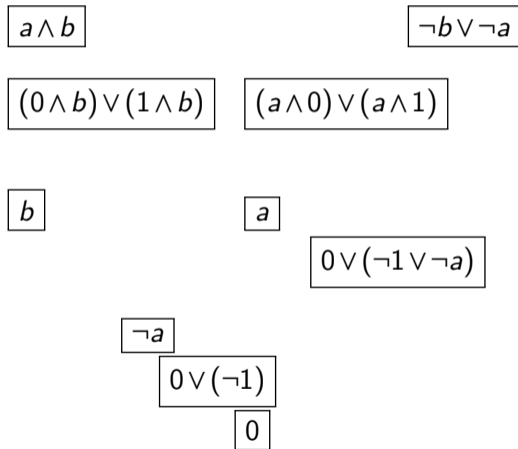 a ∧ b ¬b ∨ ¬a
(0 ∧ b) ∨ (1 ∧ b) (a ∧ 0) ∨ (a ∧ 1)
b a
0 ∨ (¬1 ∨ ¬a)
¬a
0 ∨ (¬1)
0